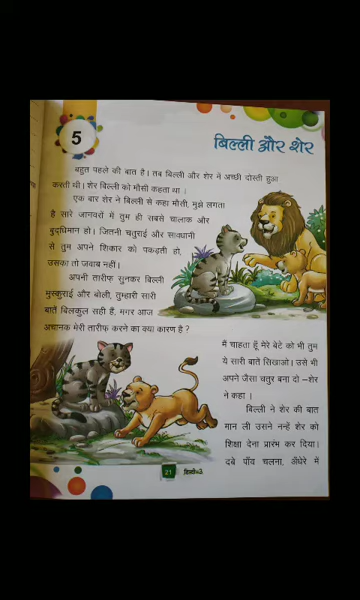 5
बिल्ली और शेर
बहुत पहले की बात है। तब बिल्ली और शेर ने अच्छी दोस्ती हुआ
करती थी। शेर बिल्ली को मौसी कहता था ।
एक बार शेर ने बिल्ली से कहा मौसी, मुझे लगता
है सारे जानवरों में तुम ही सबसे चालाक और
बुद्धिमान हो। जितनी चतुराई और सावधानी
से तुम अपने शिकार को पकड़ती हो,
उसका तो जवाब नहीं।
अपनी तारीफ़ सुनकर बिल्ली
मुस्कुराई और बोली, तुम्हारी सारी
बातें बिलकुल सही हैं, मगर आज
अचानक मेरी तारीफ करने का क्या कारण है ?
मैं चाहता हूँ मेरे बेटे को भी तुम
ये सारी बातें सिखाओ। उसे भी
अपने जैसा चतुर बना दो –शेर
ने कहा ।
बिल्ली ने शेर की बात
मान ली उसने नन्हें शेर को
शिक्षा देना प्रारंभ कर दिया।
दबे पाँव चलना, अँधेरे में
21
हिन्दी-3